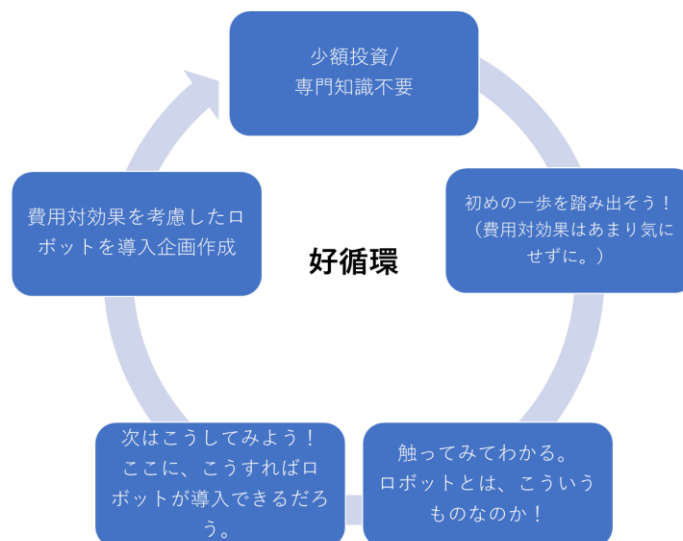 少額投資/
専門知識不要
初めの一歩を踏み出そう！
（費用対効果はあまり気に
せずに。）
触ってみてわかる。
ロボットとは、こういう
ものなのか！
次はこうしてみよう！
ここに、こうすればロ
ボットが導入できるだろ
う。
費用対効果を考慮したロ
ボットを導入企画作成
好循環